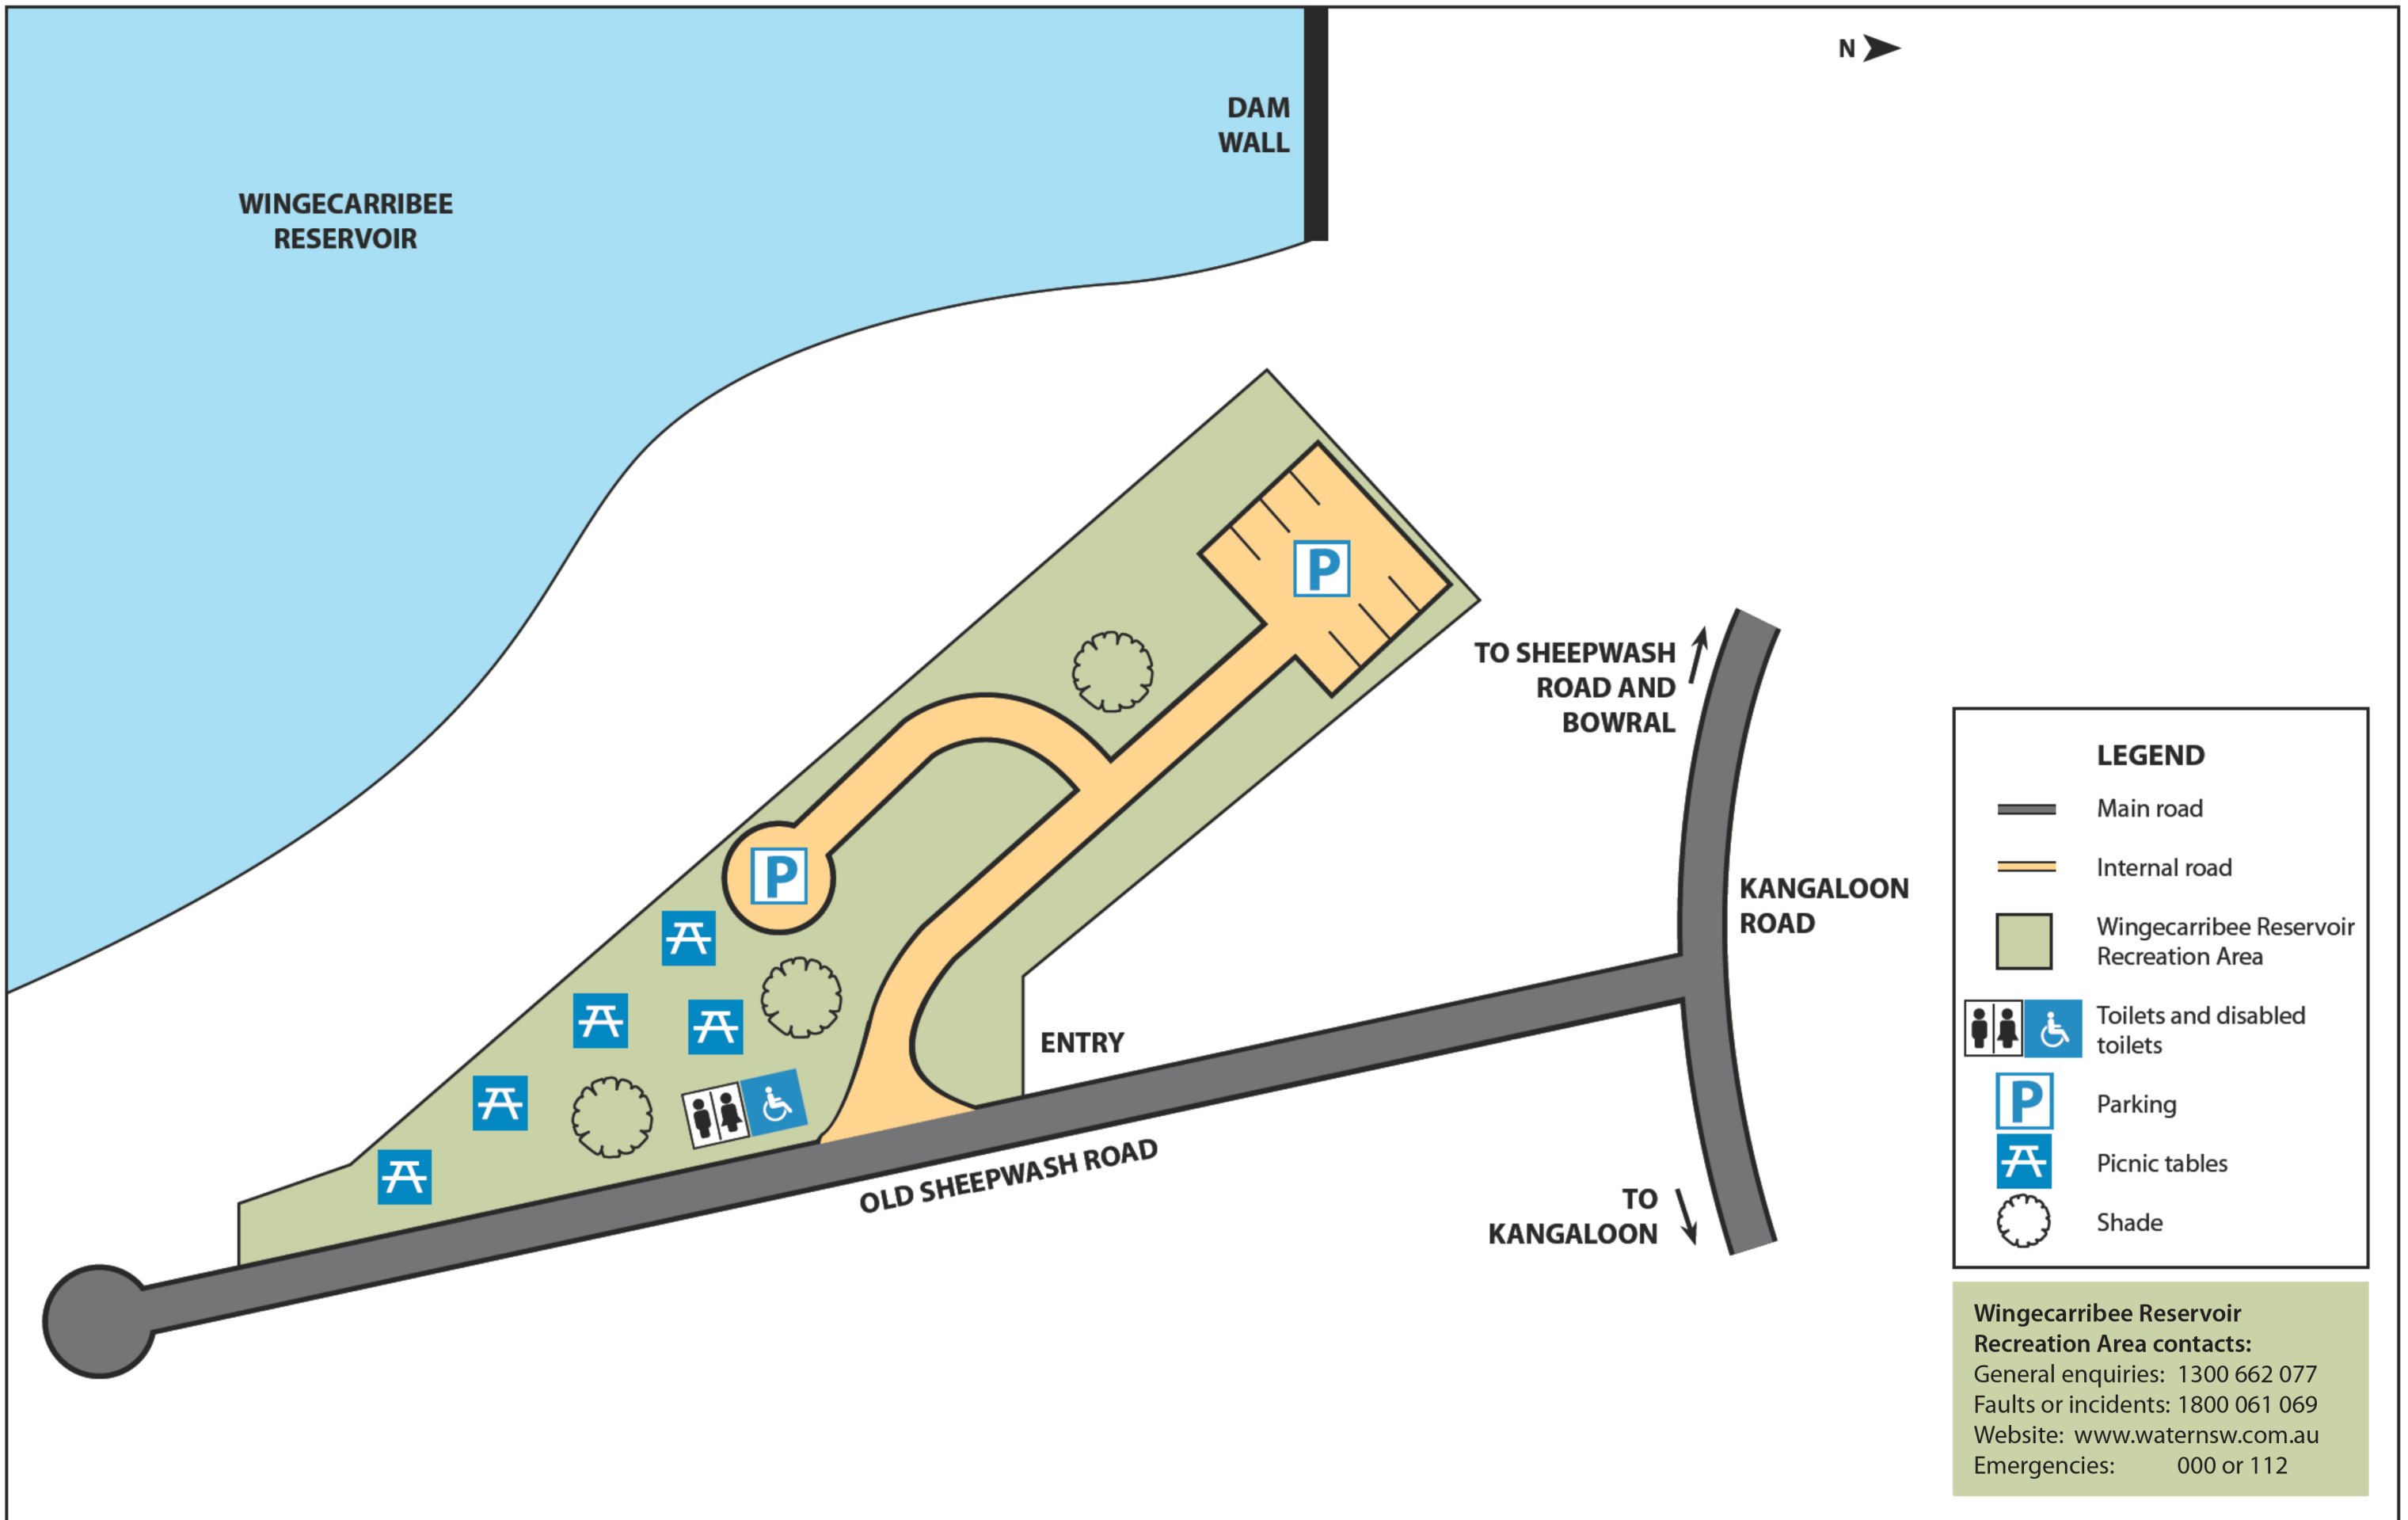 N
DAM
WALL
WINGECARRIBEE
RESERVOIR
P
TO SHEEPWASH
ROAD AND
BOWRAL
P
KANGALOON
ROAD
ENTRY
OLD SHEEPWASH ROAD
TO
KANGALOON
LEGEND
Main road
Internal road
Wingecarribee Reservoir
Recreation Area
Toilets and disabled
toilets
P
Parking
Picnic tables
Shade
Wingecarribee Reservoir
Recreation Area contacts:
General enquiries: 1300 662 077
Faults or incidents: 1800 061 069
Website: www.waternsw.com.au
Emergencies: 000 or 112